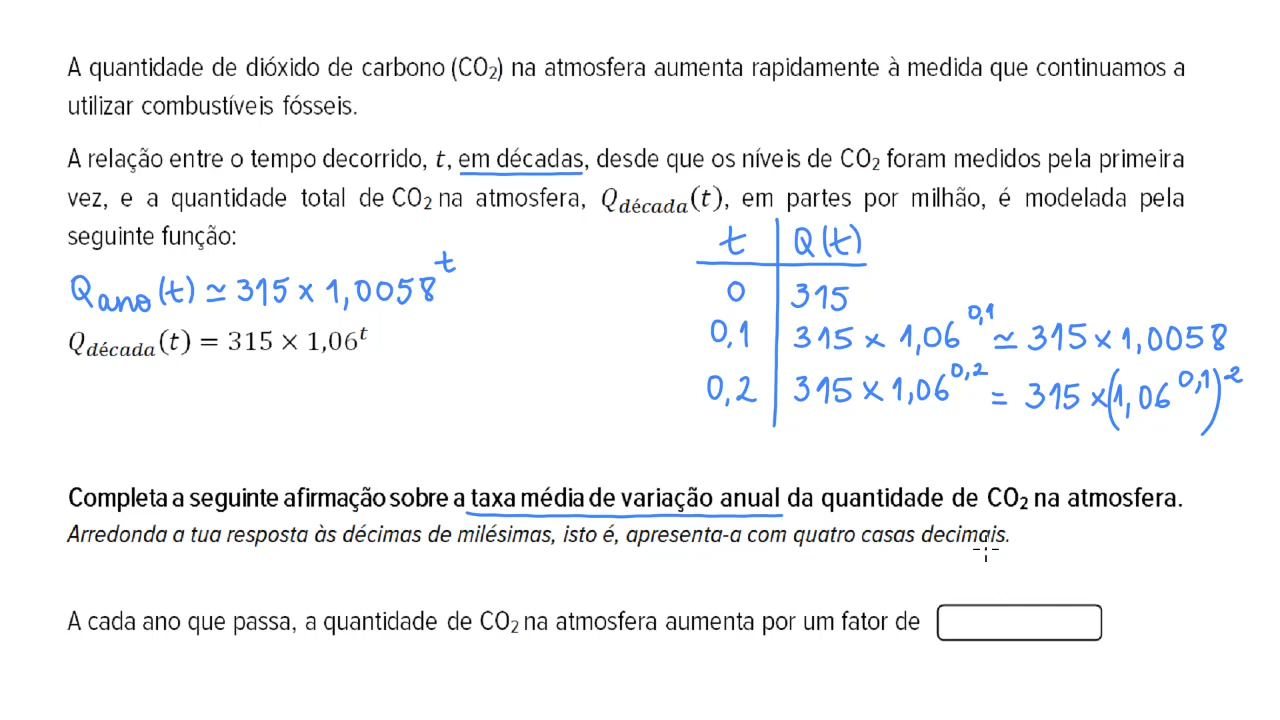 A quantidade de dióxido de carbono (CO₂) na atmosfera aumenta rapidamente à medida que continuamos a
utilizar combustíveis fósseis.
A relação entre o tempo decorrido, t, em décadas, desde que os níveis de CO₂ foram medidos pela primeira
vez, e a quantidade total de CO₂ na atmosfera, Q_década(t), em partes por milhão, é modelada pela
seguinte função:
Q_ano(t) ≃ 315 × 1,0058^t
Q_década(t) = 315 × 1,06^t
t Q(t)
0 315
0,1 315 × 1,06^0,1 ≃ 315 × 1,0058
0,2 315 × 1,06^0,2 = 315 × (1,06^0,1)^2
Completa a seguinte afirmação sobre a taxa média de variação anual da quantidade de CO₂ na atmosfera.
Arredonda a tua resposta às décimas de milésimas, isto é, apresenta-a com quatro casas decimais.
A cada ano que passa, a quantidade de CO₂ na atmosfera aumenta por um fator de